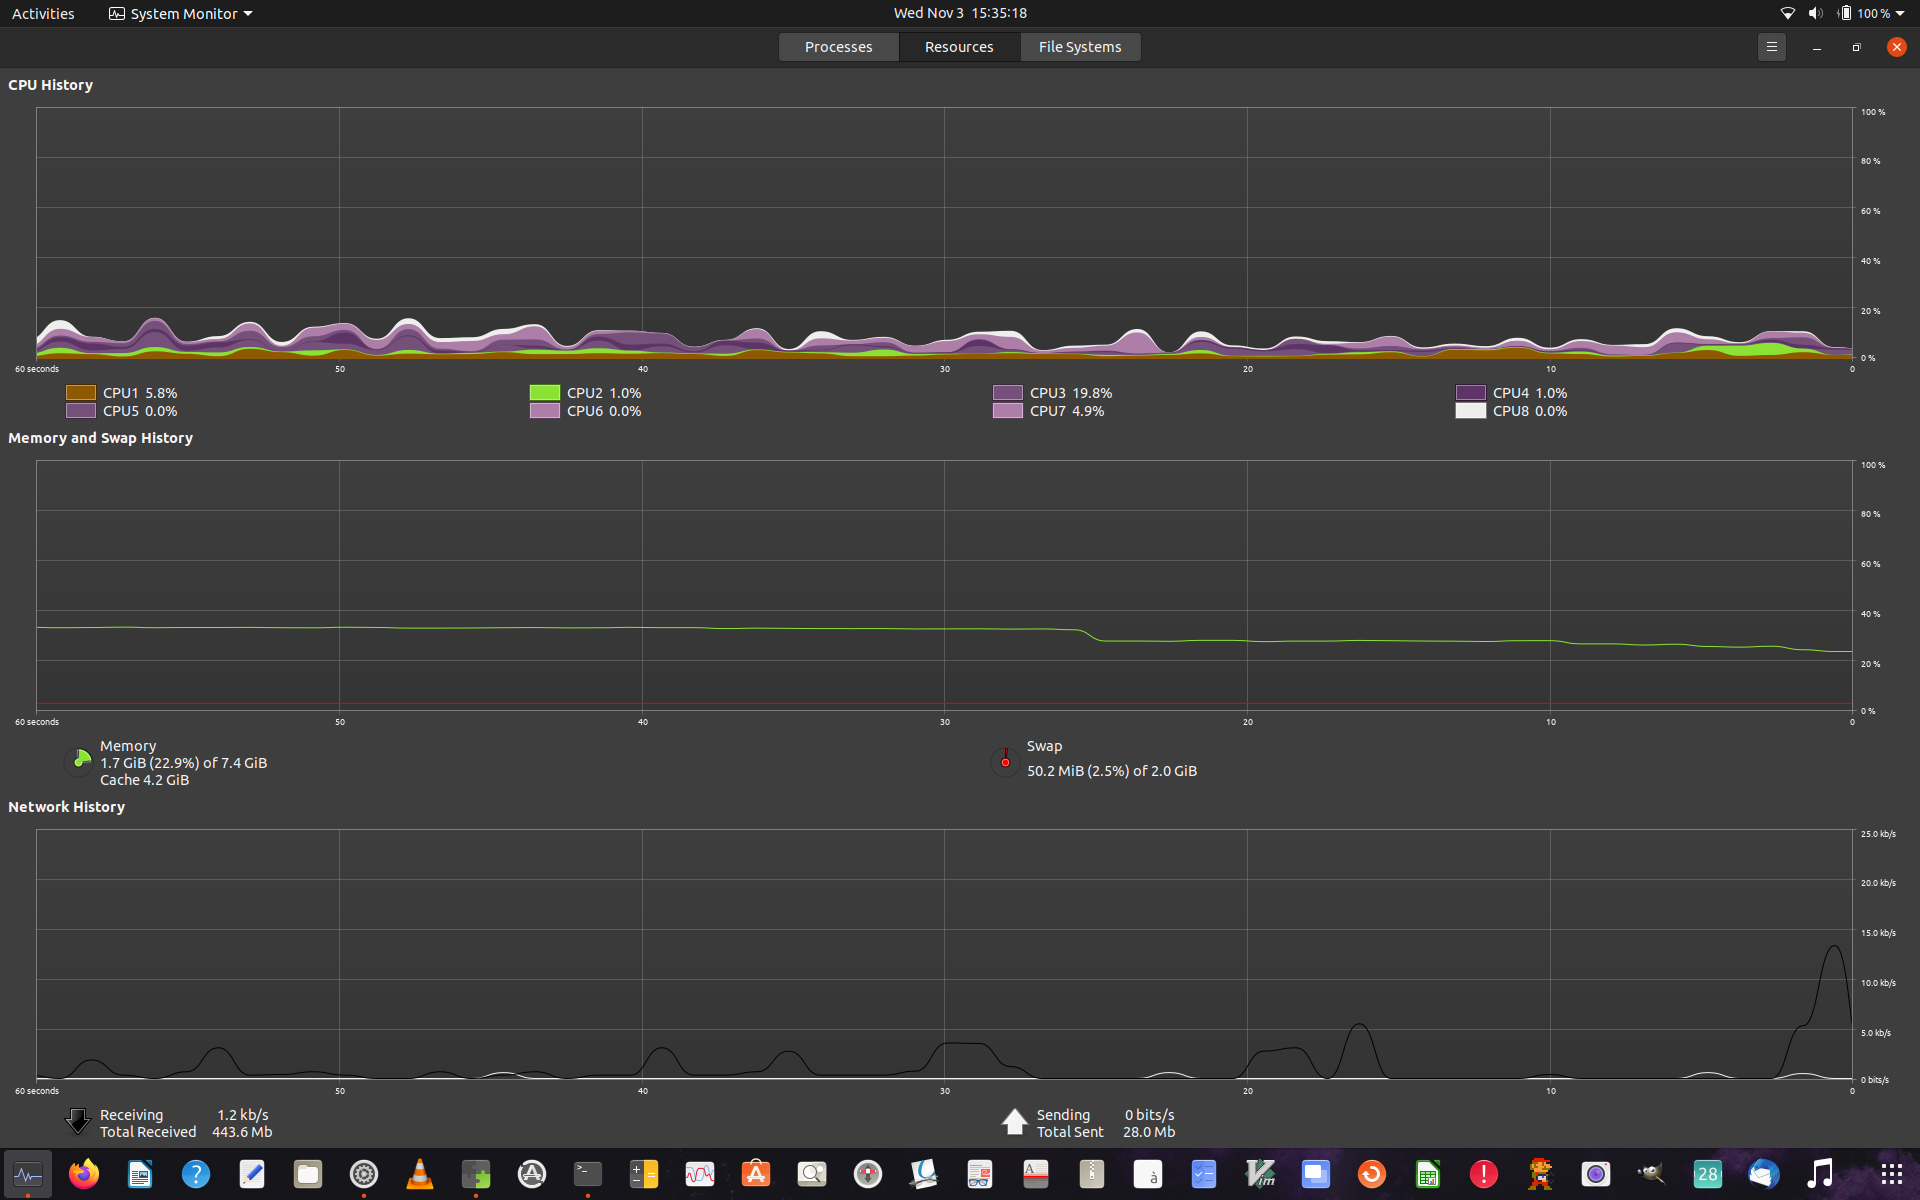 Activities System Monitor Wed Nov 3 15:35:18 100 %
Processes Resources File Systems
CPU History
100 %
80 %
60 %
40 %
20 %
0 %
60 seconds 50 40 30 20 10 0
CPU1 5.8% CPU2 1.0% CPU3 19.8% CPU4 1.0%
CPU5 0.0% CPU6 0.0% CPU7 4.9% CPU8 0.0%
Memory and Swap History
100 %
80 %
60 %
40 %
20 %
0 %
60 seconds 50 40 30 20 10 0
Memory
1.7 GiB (22.9%) of 7.4 GiB
Cache 4.2 GiB
Swap
50.2 MiB (2.5%) of 2.0 GiB
Network History
25.0 kb/s
20.0 kb/s
15.0 kb/s
10.0 kb/s
5.0 kb/s
0 bits/s
60 seconds 50 40 30 20 10 0
Receiving 1.2 kb/s
Total Received 443.6 Mb
Sending 0 bits/s
Total Sent 28.0 Mb
? >_ A à Vim ! 28